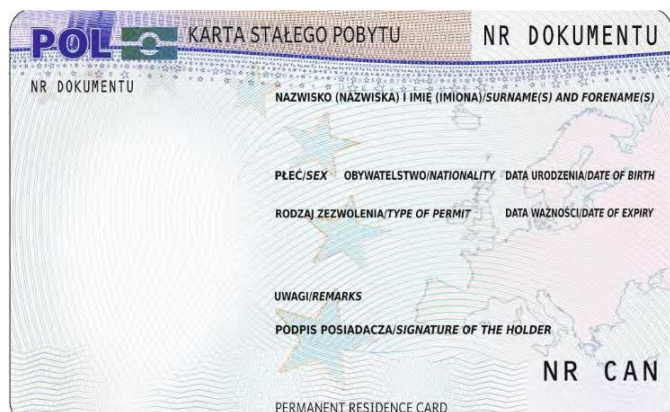 POL KARTA STAŁEGO POBYTU NR DOKUMENTU
NR DOKUMENTU
NAZWISKO (NAZWISKA) I IMIĘ (IMIONA)/SURNAME(S) AND FORENAME(S)
PŁEĆ/SEX OBYWATELSTWO/NATIONALITY DATA URODZENIA/DATE OF BIRTH
RODZAJ ZEZWOLENIA/TYPE OF PERMIT DATA WAŻNOŚCI/DATE OF EXPIRY
UWAGI/REMARKS
PODPIS POSIADACZA/SIGNATURE OF THE HOLDER
NR CAN
PERMANENT RESIDENCE CARD